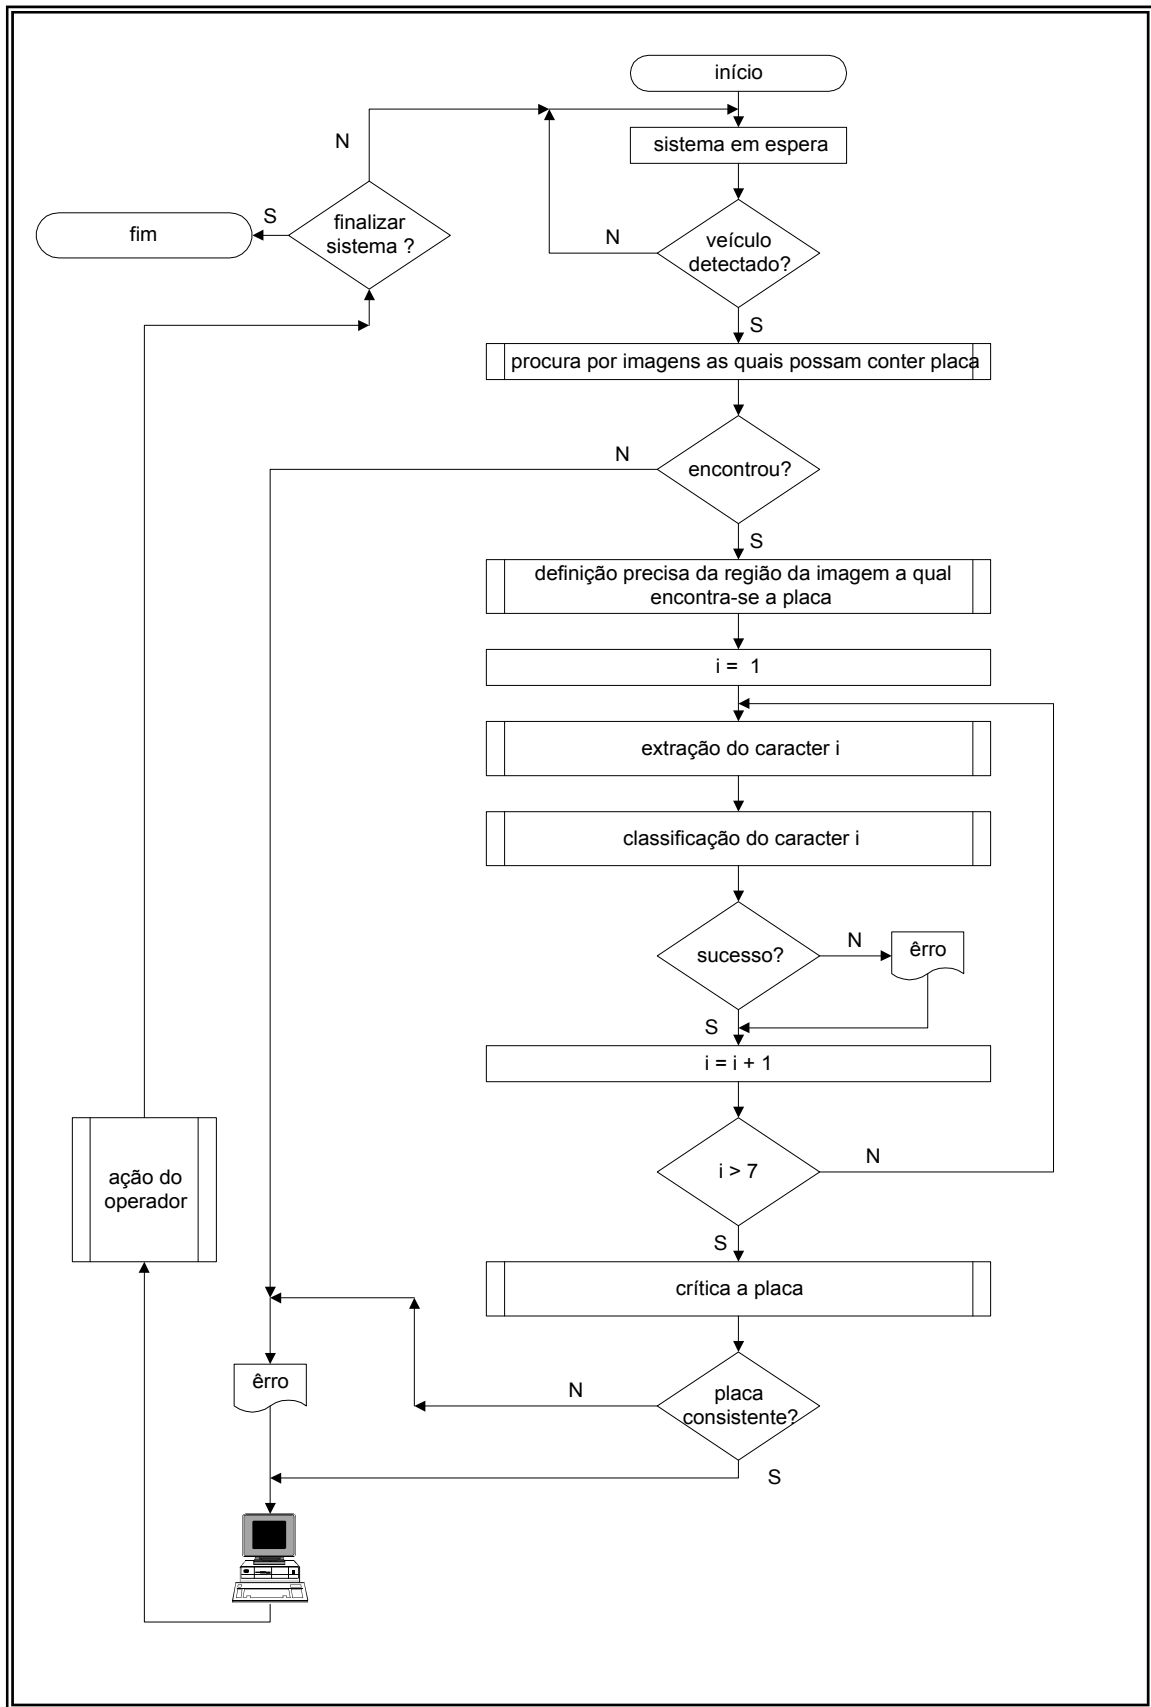 início
sistema em espera
N
finalizar
sistema ?
S
fim
veículo
detectado?
N
S
procura por imagens as quais possam conter placa
encontrou?
N
S
definição precisa da região da imagem a qual
encontra-se a placa
i =  1
extração do caracter i
classificação do caracter i
sucesso?
N
êrro
S
i = i + 1
i > 7
N
S
ação do
operador
crítica a placa
êrro
placa
consistente?
N
S